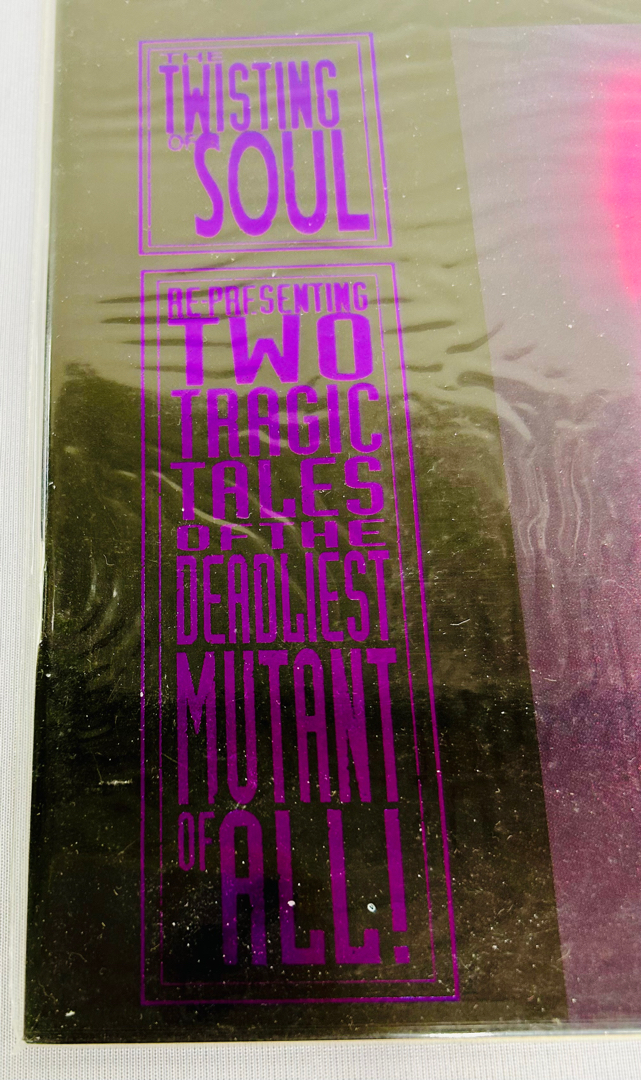 THE
TWISTING
OF
SOUL
RE-PRESENTING
TWO
TRAGIC
TALES
OF THE
DEADLIEST
MUTANT
OF
ALL!